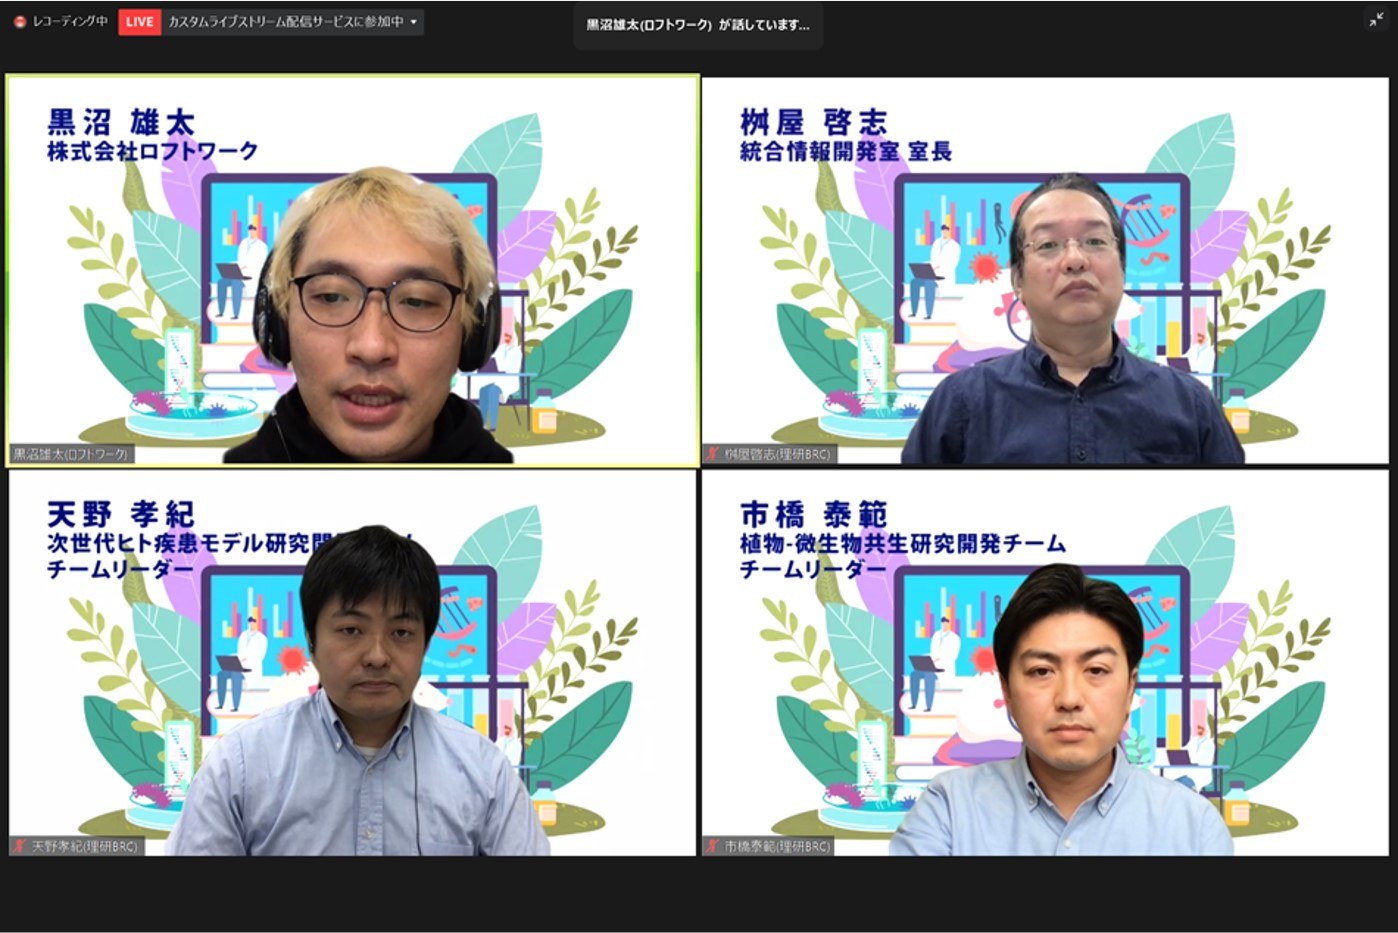 レコーディング中
LIVE カスタムライブストリーム配信サービスに参加中
黒沼雄太(ロフトワーク) が話しています...
黒沼 雄太
株式会社ロフトワーク
黒沼雄太(ロフトワーク)
桝屋 啓志
統合情報開発室 室長
桝屋啓志(理研BRC)
天野 孝紀
次世代ヒト疾患モデル研究開
チームリーダー
天野孝紀(理研BRC)
市橋 泰範
植物-微生物共生研究開発チーム
チームリーダー
市橋泰範(理研BRC)